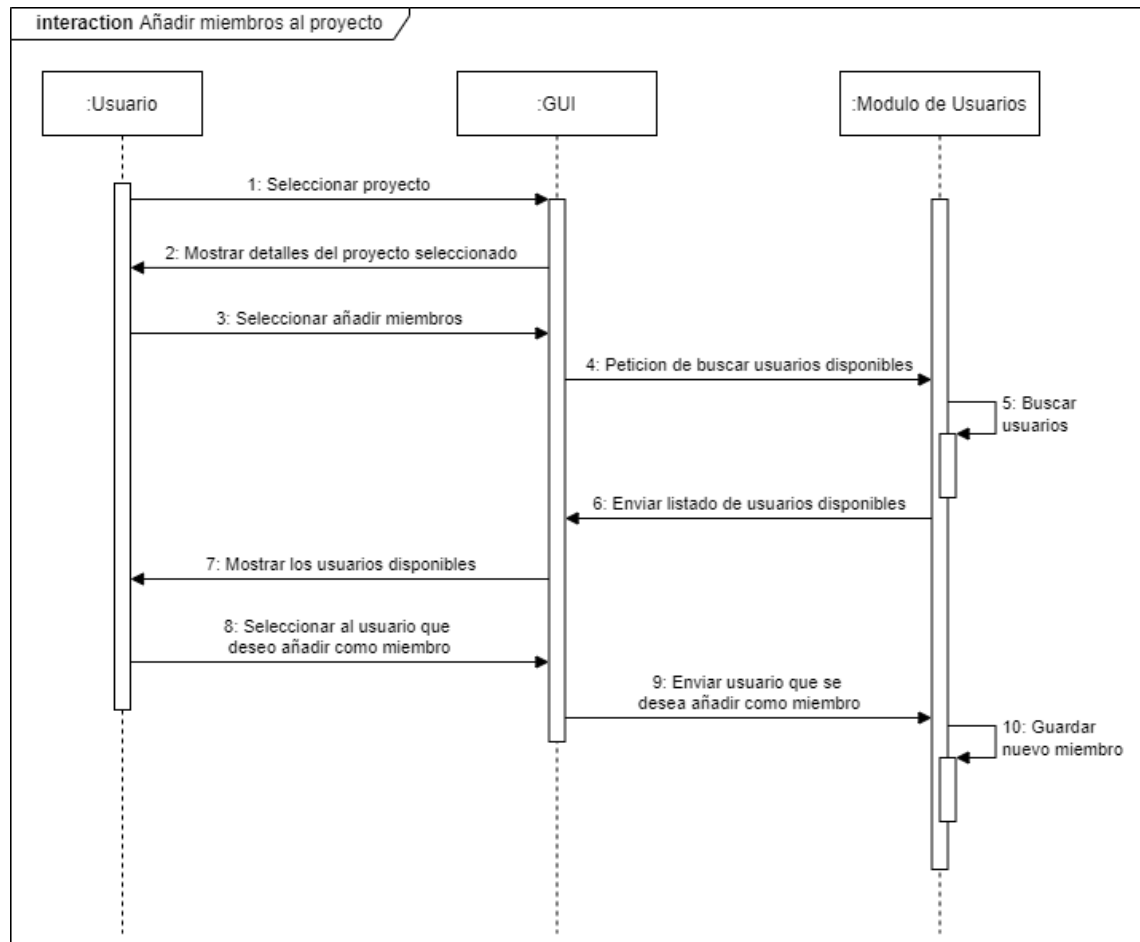 interaction Añadir miembros al proyecto
:Usuario
:GUI
:Modulo de Usuarios
1: Seleccionar proyecto
2: Mostrar detalles del proyecto seleccionado
3: Seleccionar añadir miembros
4: Peticion de buscar usuarios disponibles
5: Buscar
usuarios
6: Enviar listado de usuarios disponibles
7: Mostrar los usuarios disponibles
8: Seleccionar al usuario que
deseo añadir como miembro
9: Enviar usuario que se
desea añadir como miembro
10: Guardar
nuevo miembro